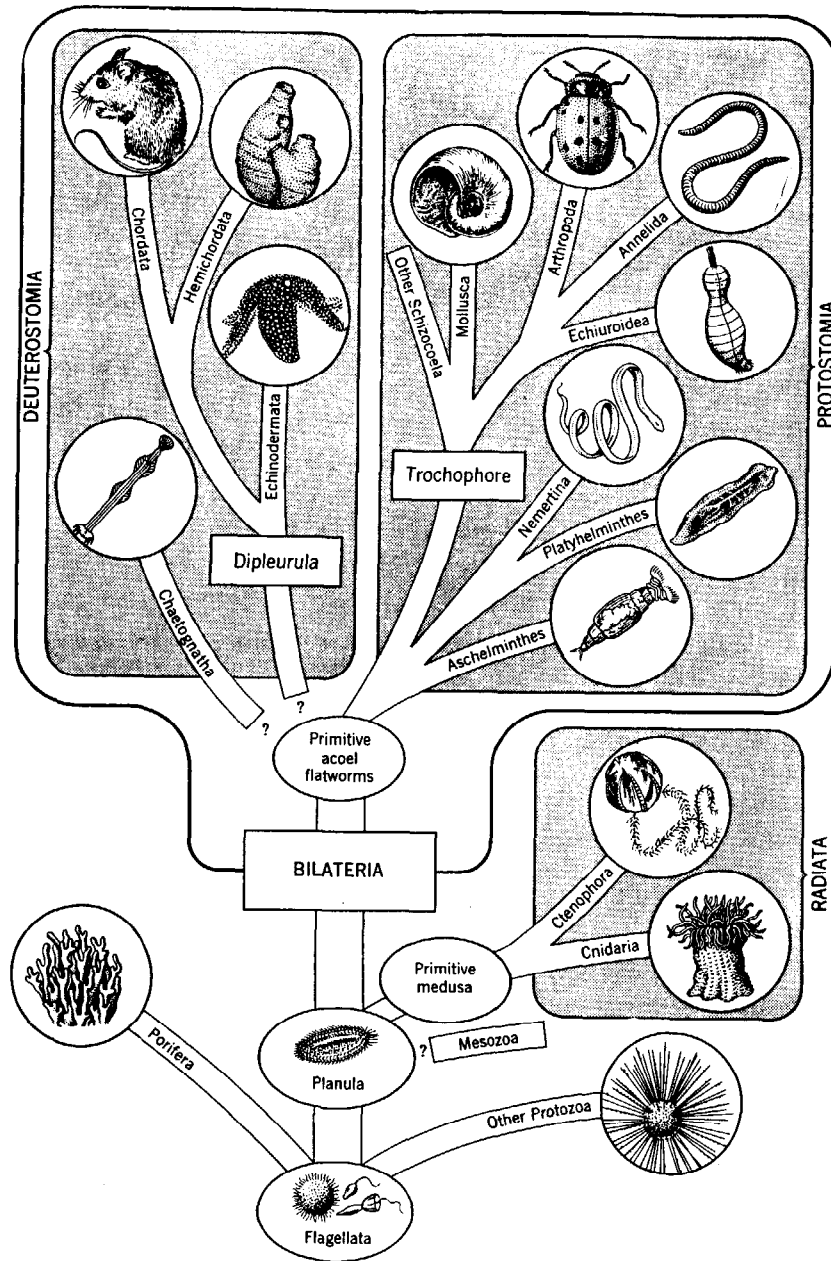 DEUTEROSTOMIA
Chordata
Hemichordata
Echinodermata
Dipleurula
Chaetognatha
?
?
PROTOSTOMIA
Other Schizocoela
Mollusca
Arthropoda
Annelida
Echiuroidea
Trochophore
Nemertina
Platyhelminthes
Aschelminthes
Primitive
acoel
flatworms
BILATERIA
RADIATA
Ctenophora
Cnidaria
Primitive
medusa
Porifera
Planula
?
Mesozoa
Other Protozoa
Flagellata